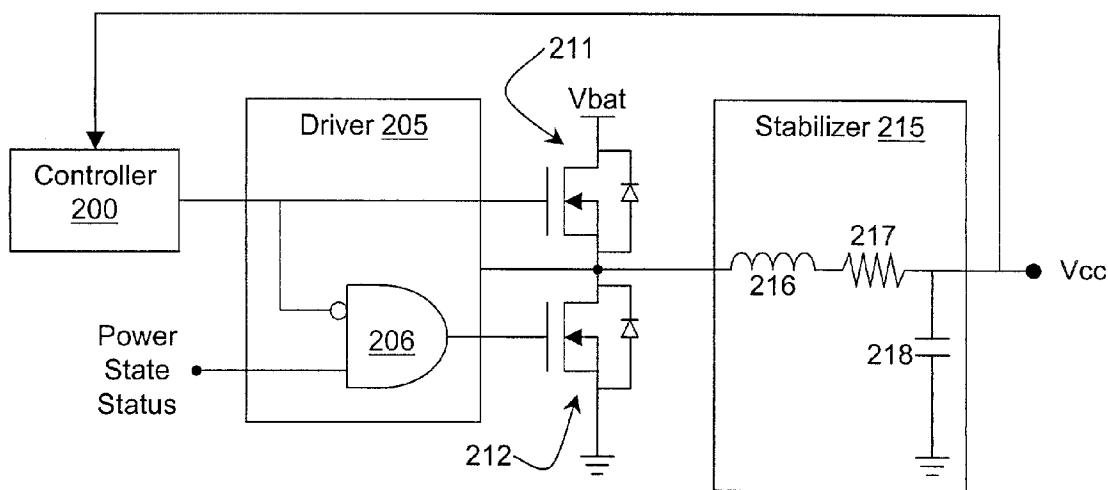 211
Vbat
Driver 205
Stabilizer 215
Controller
200
217
216
Vcc
206
218
Power
State
Status
212